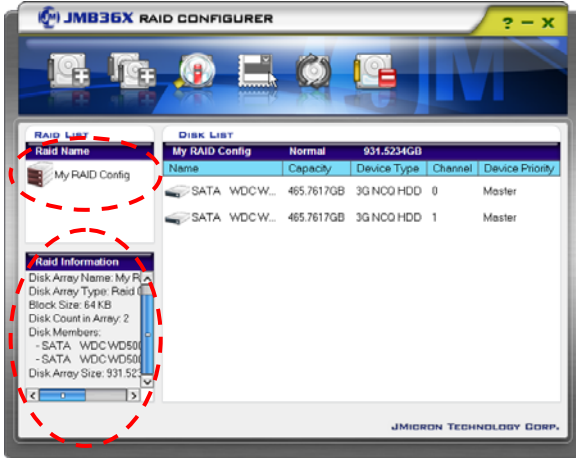 JMB36X RAID CONFIGURER
? – X
RAID LIST
Raid Name
My RAID Config
Raid Information
Disk Array Name: My R
Disk Array Type: Raid
Block Size: 64 KB
Disk Count in Array: 2
Disk Members:
- SATA WDC WD500
- SATA WDC WD500
Disk Array Size: 931.523
DISK LIST
My RAID Config Normal 931.5234GB
Name Capacity Device Type Channel Device Priority
SATA WDC W... 465.7617GB 3G NCQ HDD 0 Master
SATA WDC W... 465.7617GB 3G NCQ HDD 1 Master
JMICRON TECHNOLOGY CORP.